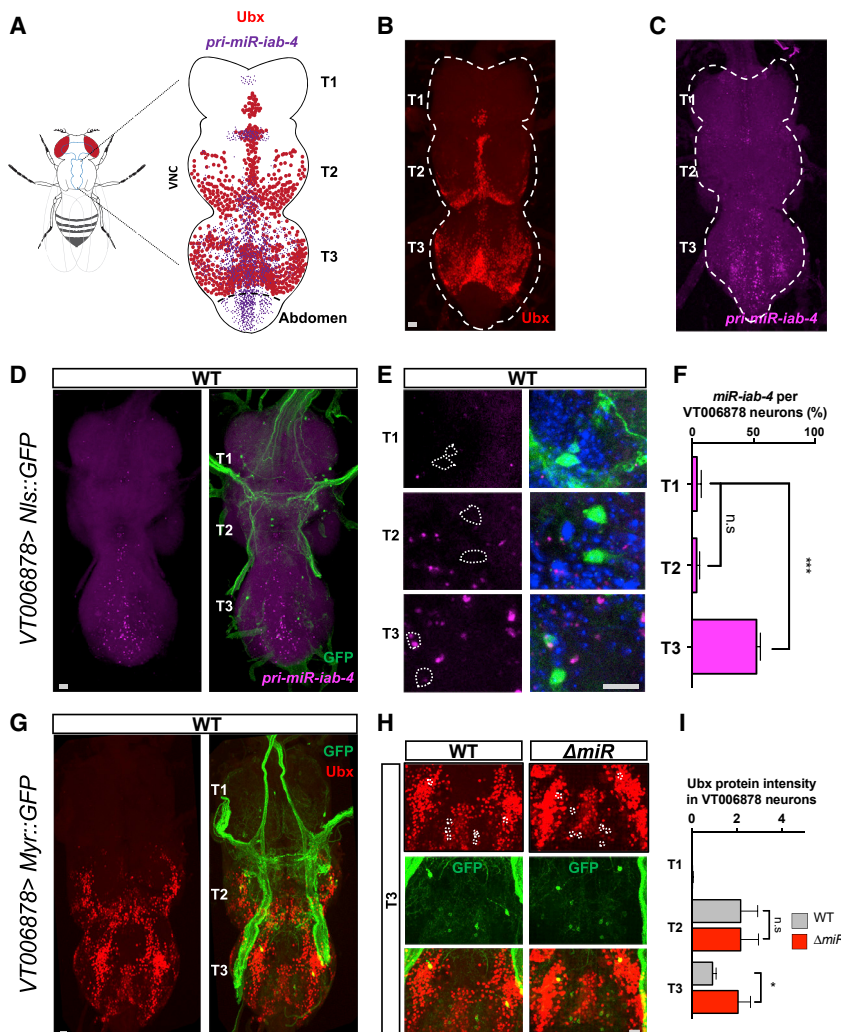 A
Ubx
pri-miR-iab-4
T1
T2
T3
VNC
Abdomen
B
T1
T2
T3
Ubx
C
T1
T2
T3
pri-miR-iab-4
D
WT
VT006878> Nls::GFP
T1
T2
T3
GFP
pri-miR-iab-4
E
WT
T1
T2
T3
F
miR-iab-4 per
VT006878 neurons (%)
0 50 100
T1
T2
T3
n.s
***
G
WT
VT006878> Myr::GFP
GFP
Ubx
T1
T2
T3
H
WT
ΔmiR
T3
GFP
GFP
I
Ubx protein intensity
in VT006878 neurons
0 2 4
T1
T2
T3
n.s
*
WT
ΔmiR